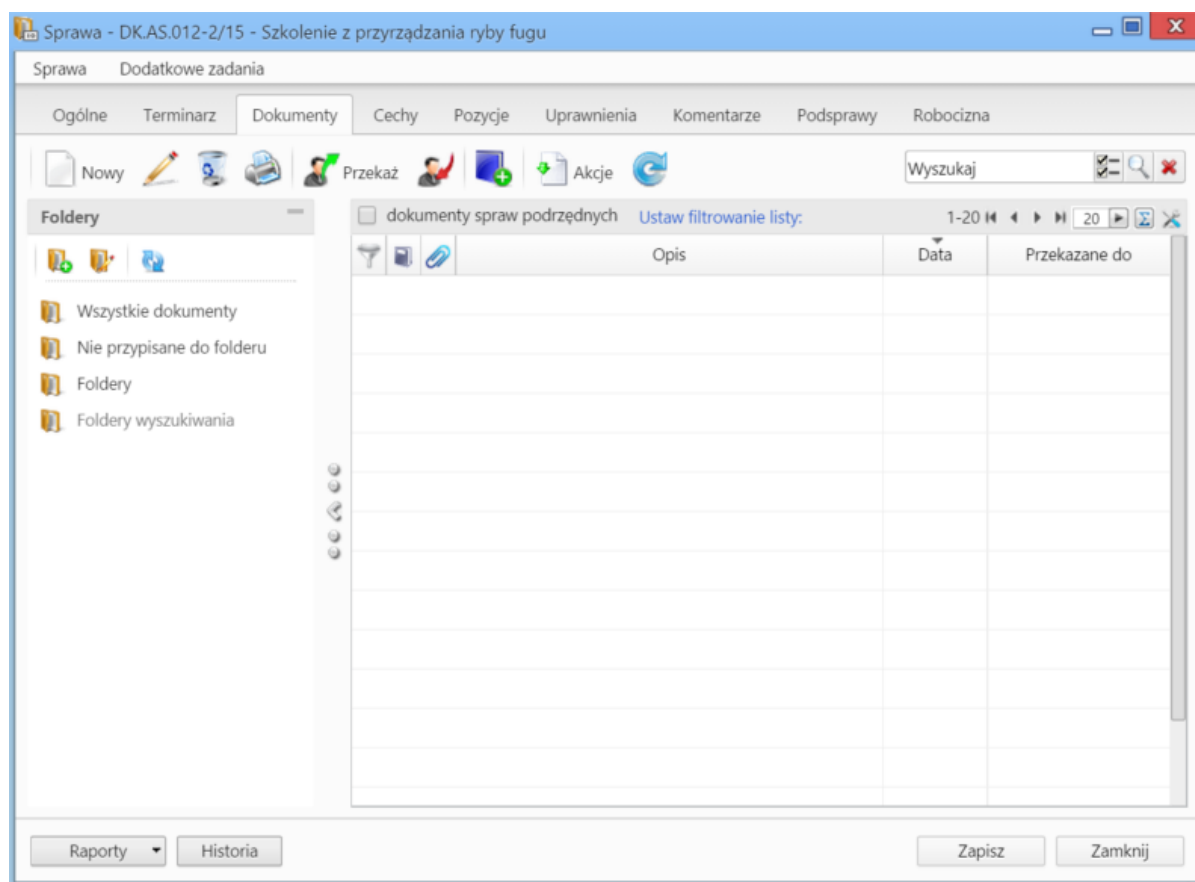 Sprawa - DK.AS.012-2/15 - Szkolenie z przyrządzania ryby fugu
Sprawa Dodatkowe zadania
Ogólne Terminarz Dokumenty Cechy Pozycje Uprawnienia Komentarze Podsprawy Robocizna
Nowy Przekaż Akcje Wyszukaj
Foldery dokumenty spraw podrzędnych Ustaw filtrowanie listy: 1-20 20 Σ
Opis Data Przekazane do
Wszystkie dokumenty
Nie przypisane do folderu
Foldery
Foldery wyszukiwania
Raporty Historia Zapisz Zamknij